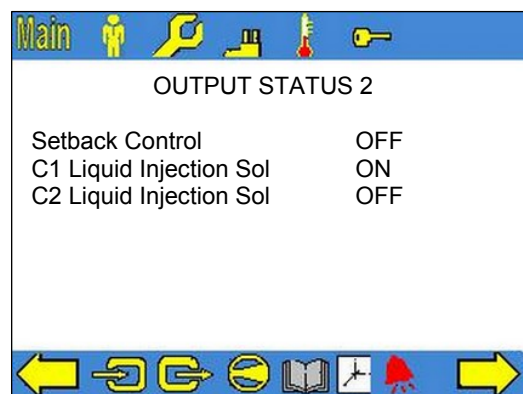 Main
OUTPUT STATUS 2
Setback Control OFF
C1 Liquid Injection Sol ON
C2 Liquid Injection Sol OFF